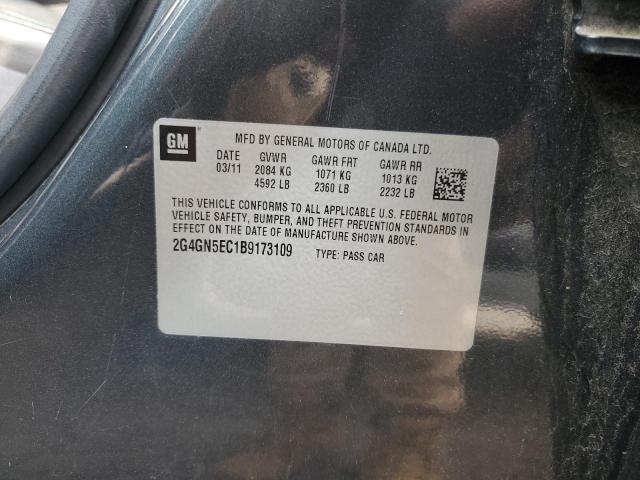 GM
MFD BY GENERAL MOTORS OF CANADA LTD.
DATE GVWR GAWR FRT GAWR RR
03/11 2084 KG 1071 KG 1013 KG
4592 LB 2360 LB 2232 LB
THIS VEHICLE CONFORMS TO ALL APPLICABLE U.S. FEDERAL MOTOR
VEHICLE SAFETY, BUMPER, AND THEFT PREVENTION STANDARDS IN
EFFECT ON THE DATE OF MANUFACTURE SHOWN ABOVE.
2G4GN5EC1B9173109 TYPE: PASS CAR